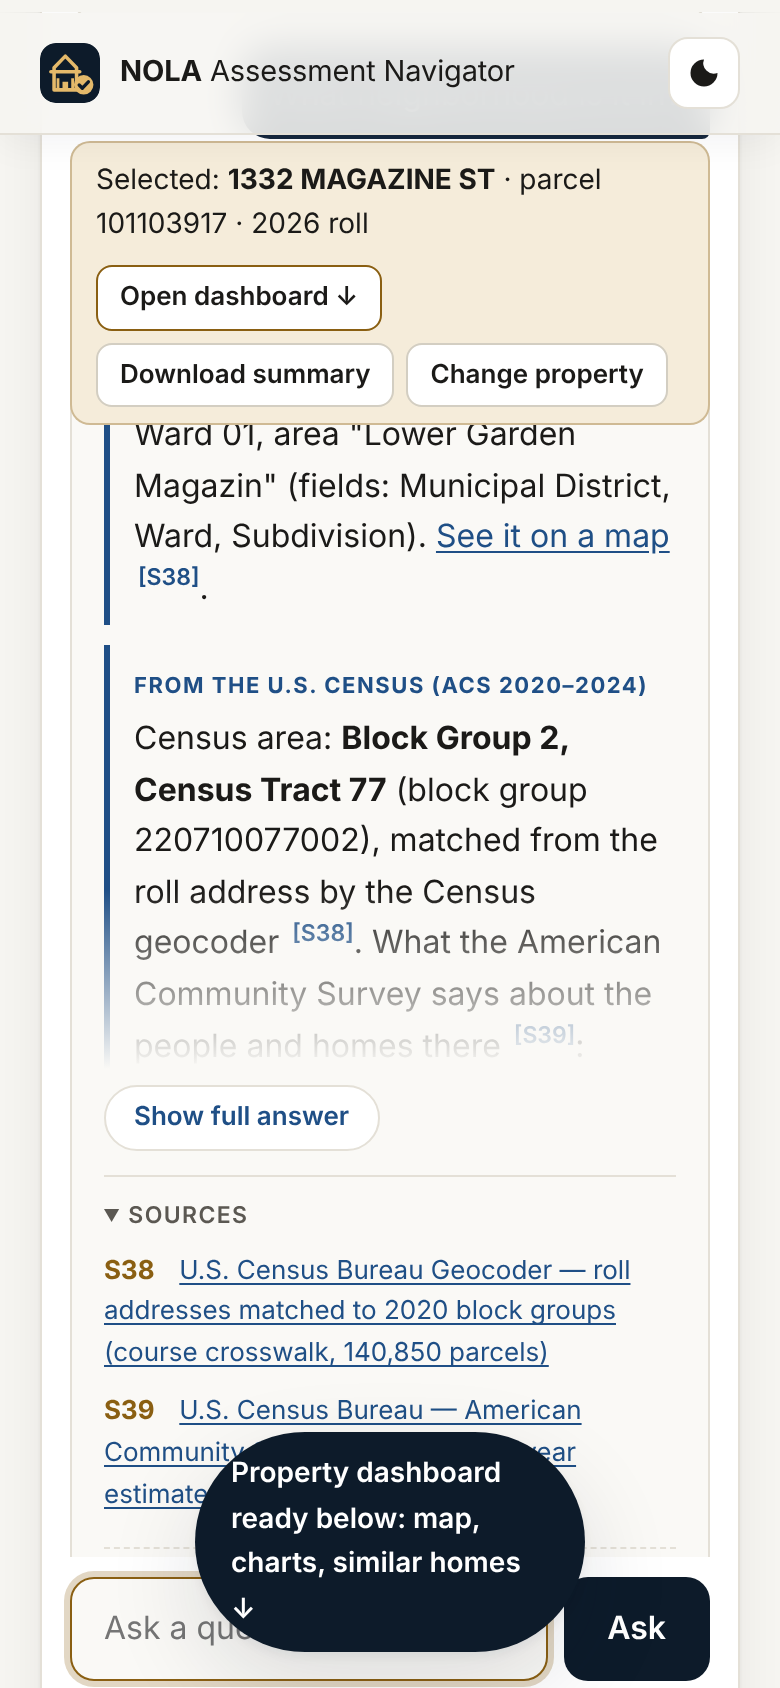 NOLA Assessment Navigator
Selected: 1332 MAGAZINE ST · parcel
101103917 · 2026 roll
Open dashboard ↓
Download summary
Change property
Ward 01, area "Lower Garden
Magazin" (fields: Municipal District,
Ward, Subdivision). See it on a map
[S38].
FROM THE U.S. CENSUS (ACS 2020–2024)
Census area: Block Group 2,
Census Tract 77 (block group
220710077002), matched from the
roll address by the Census
geocoder [S38]. What the American
Community Survey says about the
people and homes there [S39]:
Show full answer
▼ SOURCES
S38 U.S. Census Bureau Geocoder — roll
addresses matched to 2020 block groups
(course crosswalk, 140,850 parcels)
S39 U.S. Census Bureau — American
Community
estimate
Property dashboard
ready below: map,
charts, similar homes
↓
Ask a
Ask